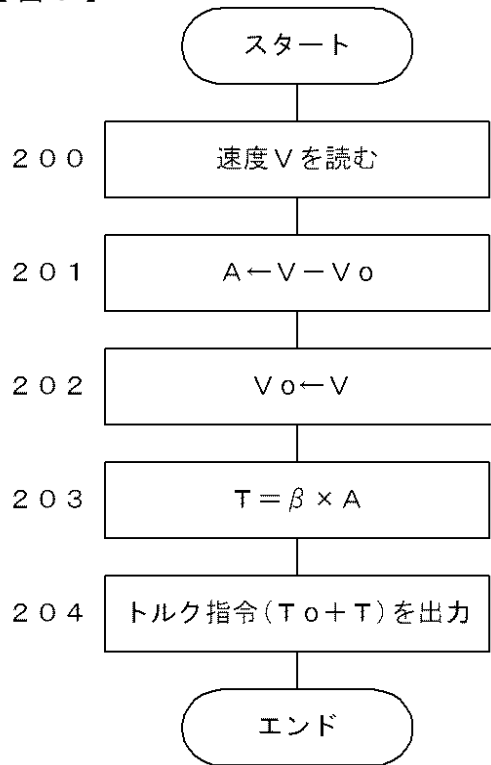 スタート
200 速度Vを読む
201 A←V－Vo
202 Vo←V
203 T＝β×A
204 トルク指令(To＋T)を出力
エンド